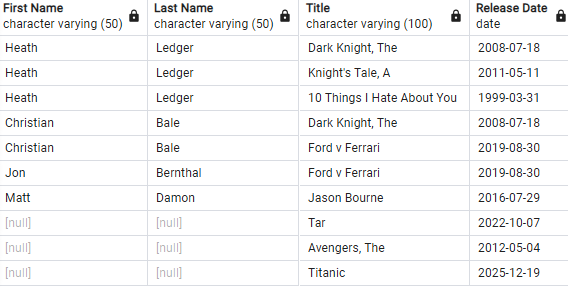 First Name Last Name Title Release Date
character varying (50) character varying (50) character varying (100) date
Heath Ledger Dark Knight, The 2008-07-18
Heath Ledger Knight's Tale, A 2011-05-11
Heath Ledger 10 Things I Hate About You 1999-03-31
Christian Bale Dark Knight, The 2008-07-18
Christian Bale Ford v Ferrari 2019-08-30
Jon Bernthal Ford v Ferrari 2019-08-30
Matt Damon Jason Bourne 2016-07-29
[null] [null] Tar 2022-10-07
[null] [null] Avengers, The 2012-05-04
[null] [null] Titanic 2025-12-19